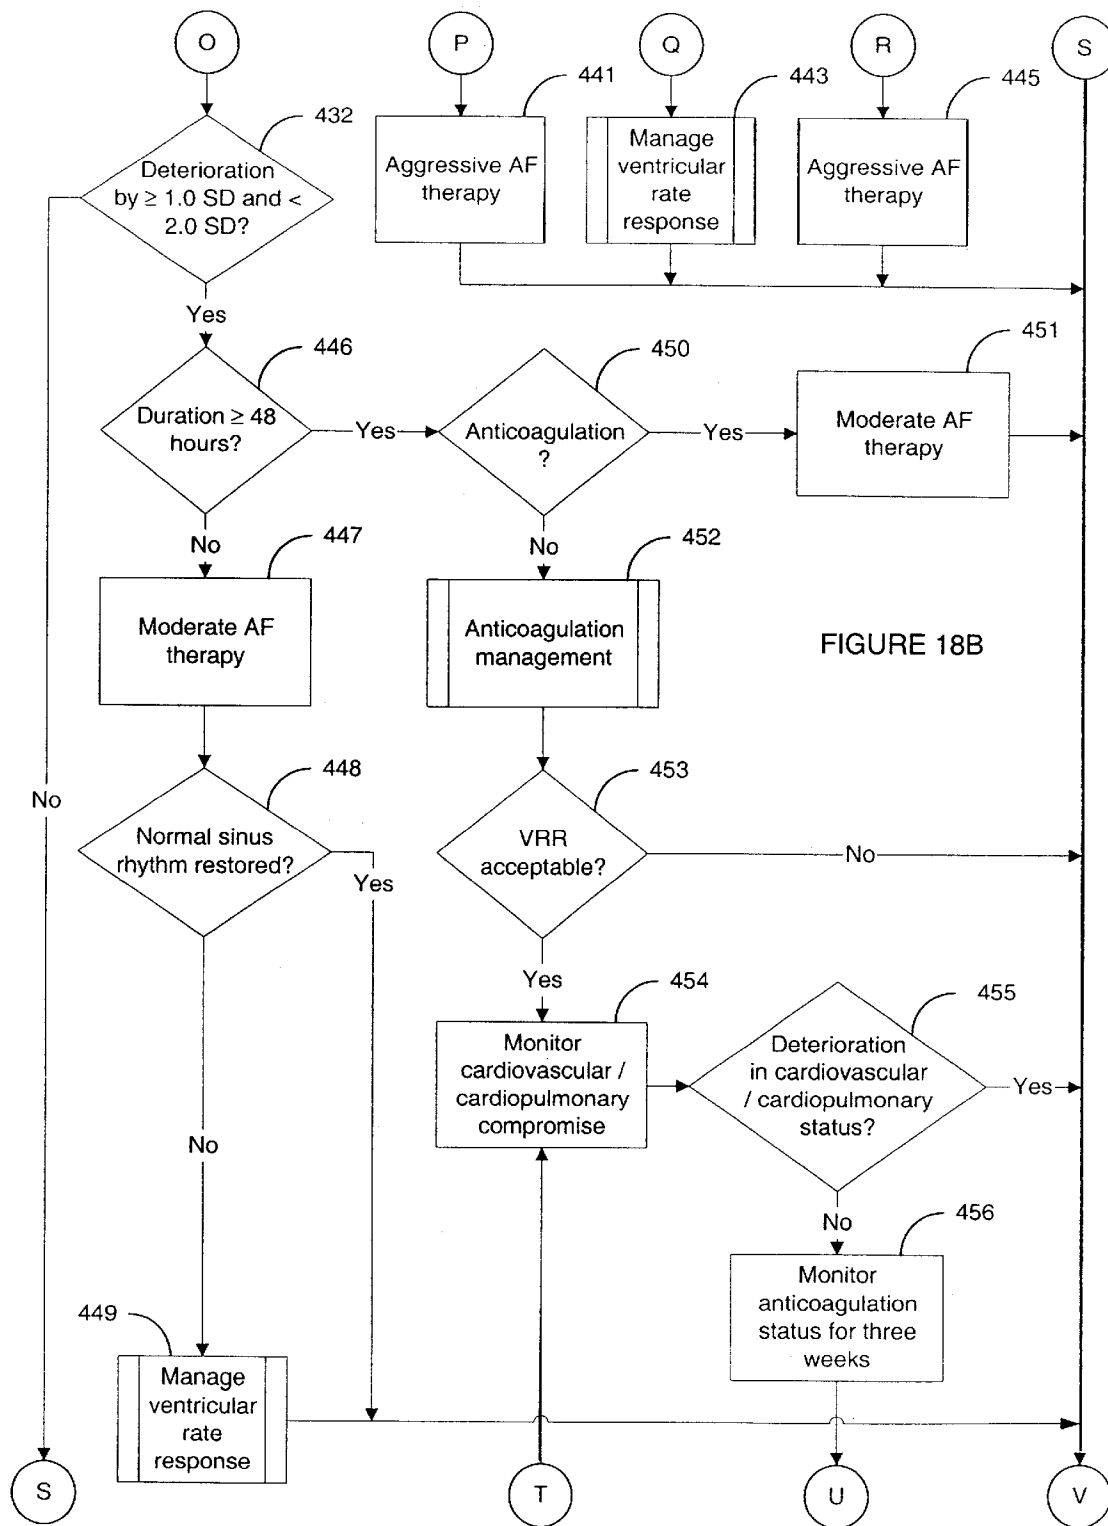 O
P
Q
R
S
432
441
443
445
Deterioration
by ≥ 1.0 SD and <
2.0 SD?
Aggressive AF
therapy
Manage
ventricular
rate
response
Aggressive AF
therapy
Yes
446
450
451
Duration ≥ 48
hours?
Yes
Anticoagulation
?
Yes
Moderate AF
therapy
No
447
No
452
Moderate AF
therapy
Anticoagulation
management
FIGURE 18B
No
448
453
Normal sinus
rhythm restored?
Yes
VRR
acceptable?
No
Yes
454
455
Monitor
cardiovascular /
cardiopulmonary
compromise
Deterioration
in cardiovascular
/ cardiopulmonary
status?
Yes
No
No
456
Monitor
anticoagulation
status for three
weeks
449
Manage
ventricular
rate
response
S
T
U
V